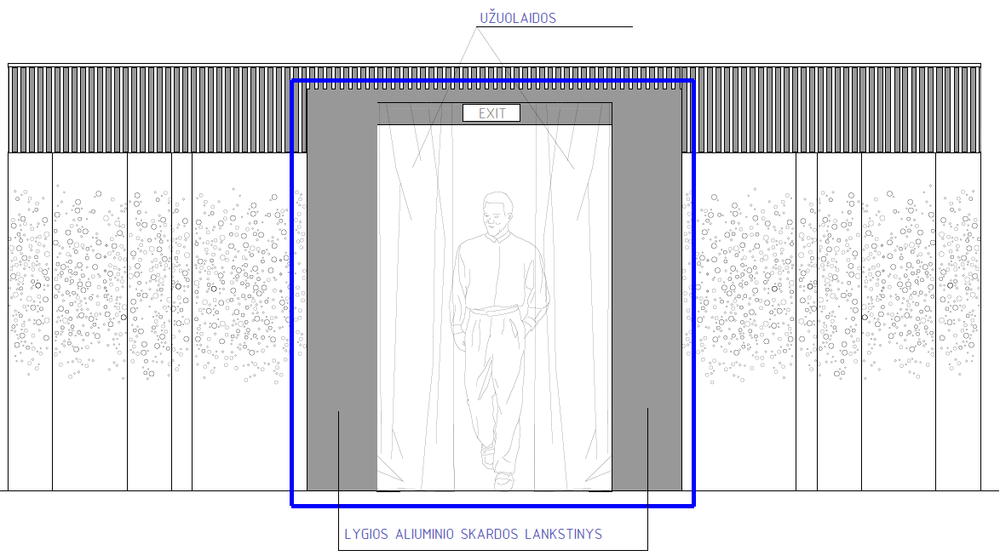 UŽUOLAIDOS
EXIT
LYGIOS ALIUMINIO SKARDOS LANKSTINYS